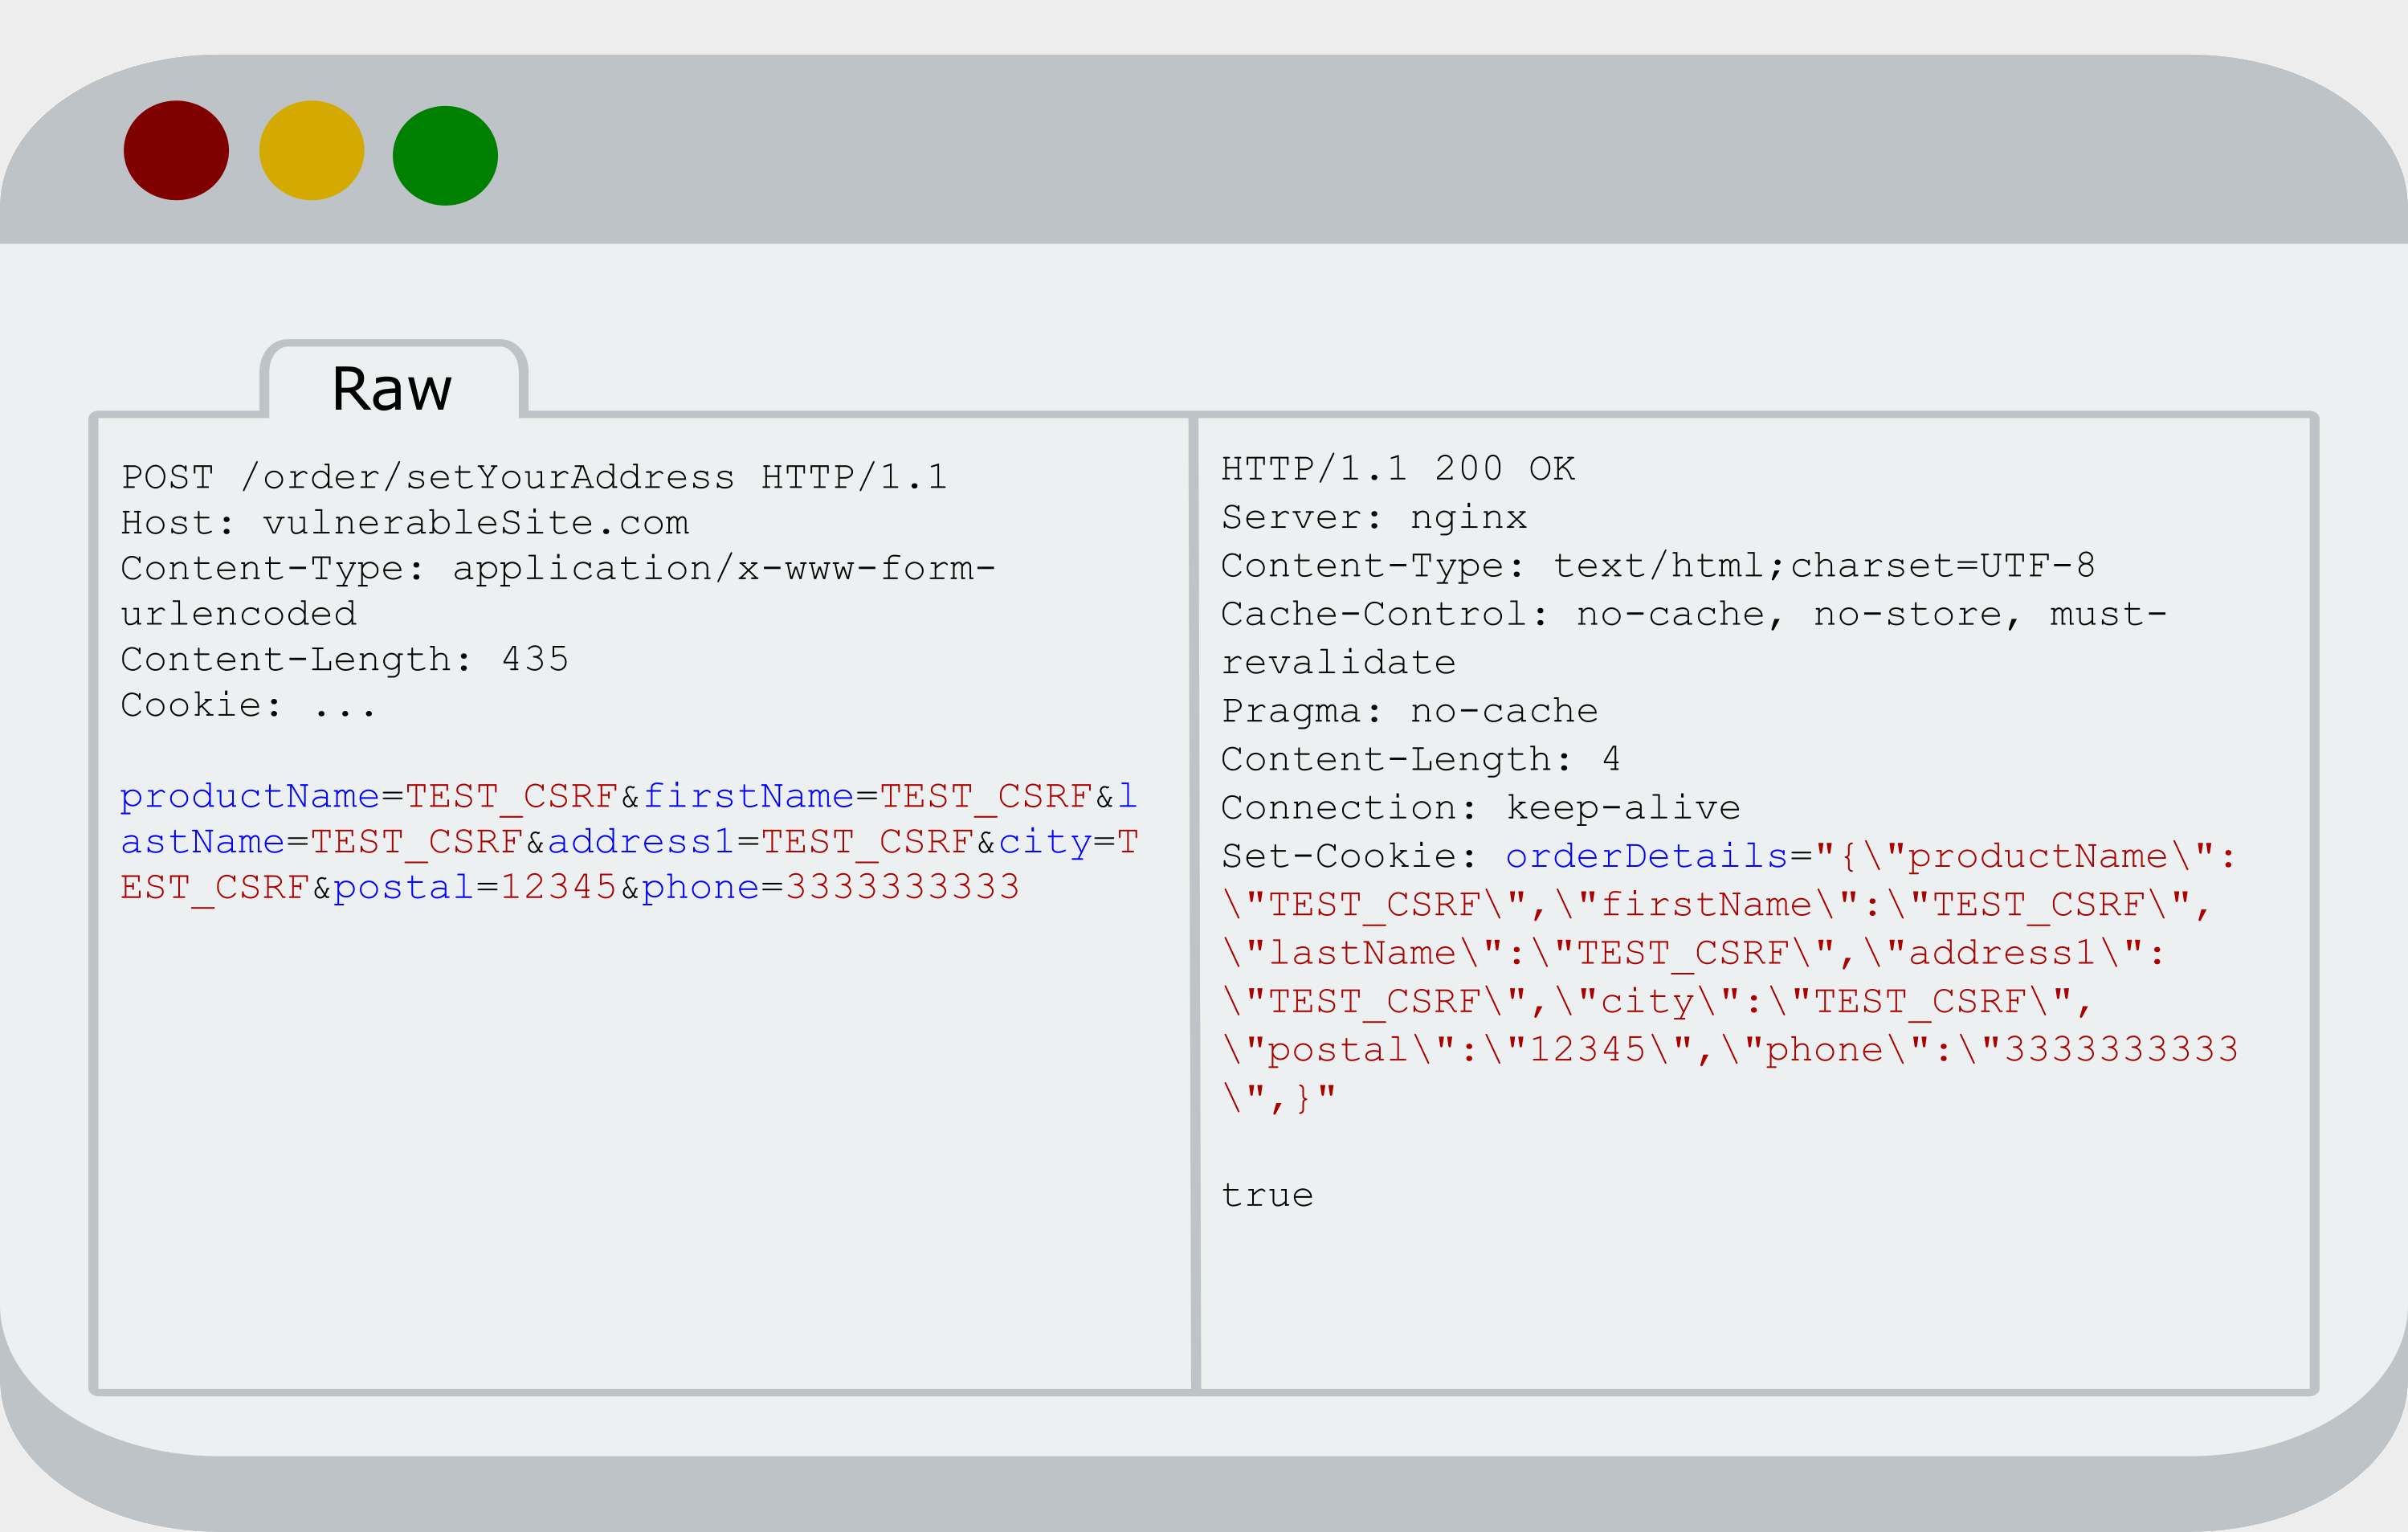 Raw
POST /order/setYourAddress HTTP/1.1
Host: vulnerableSite.com
Content-Type: application/x-www-form-
urlencoded
Content-Length: 435
Cookie: ...
productName=TEST_CSRF&firstName=TEST_CSRF&l
astName=TEST_CSRF&address1=TEST_CSRF&city=T
EST_CSRF&postal=12345&phone=3333333333
HTTP/1.1 200 OK
Server: nginx
Content-Type: text/html;charset=UTF-8
Cache-Control: no-cache, no-store, must-
revalidate
Pragma: no-cache
Content-Length: 4
Connection: keep-alive
Set-Cookie: orderDetails="{\"productName\":
\"TEST_CSRF\",\"firstName\":\"TEST_CSRF\",
\"lastName\":\"TEST_CSRF\",\"address1\":
\"TEST_CSRF\",\"city\":\"TEST_CSRF\",
\"postal\":\"12345\",\"phone\":\"3333333333
\",}"
true